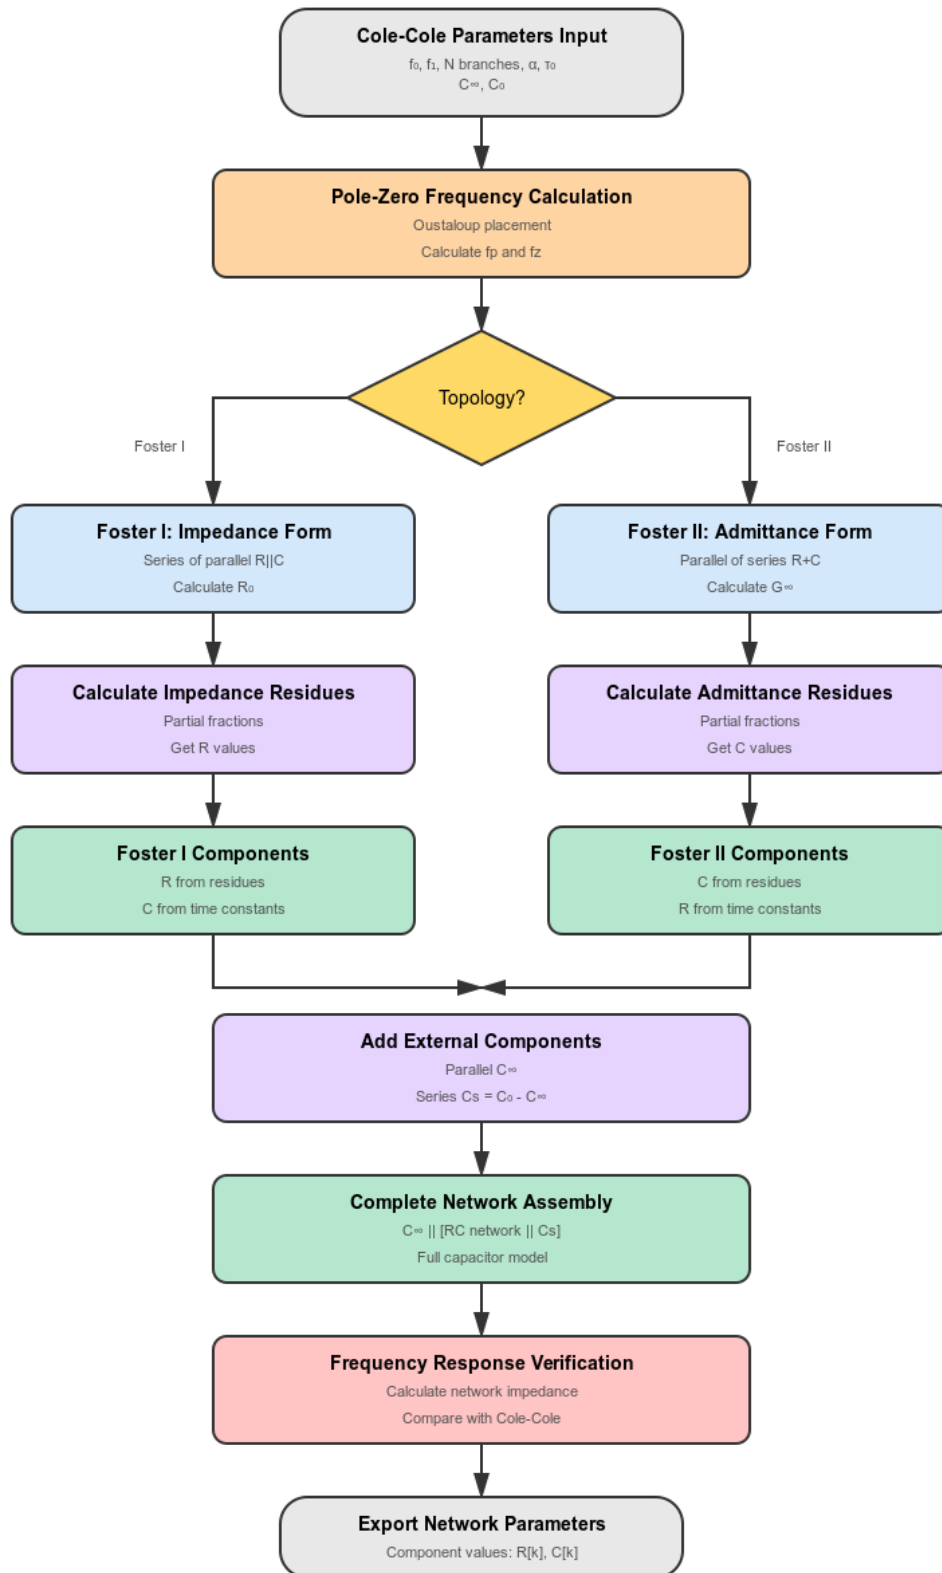 Cole-Cole Parameters Input
f₀, f₁, N branches, α, τ₀
C∞, C₀
Pole-Zero Frequency Calculation
Oustaloup placement
Calculate fp and fz
Topology?
Foster I
Foster II
Foster I: Impedance Form
Series of parallel R||C
Calculate R₀
Foster II: Admittance Form
Parallel of series R+C
Calculate G∞
Calculate Impedance Residues
Partial fractions
Get R values
Calculate Admittance Residues
Partial fractions
Get C values
Foster I Components
R from residues
C from time constants
Foster II Components
C from residues
R from time constants
Add External Components
Parallel C∞
Series Cs = C₀ - C∞
Complete Network Assembly
C∞ || [RC network || Cs]
Full capacitor model
Frequency Response Verification
Calculate network impedance
Compare with Cole-Cole
Export Network Parameters
Component values: R[k], C[k]